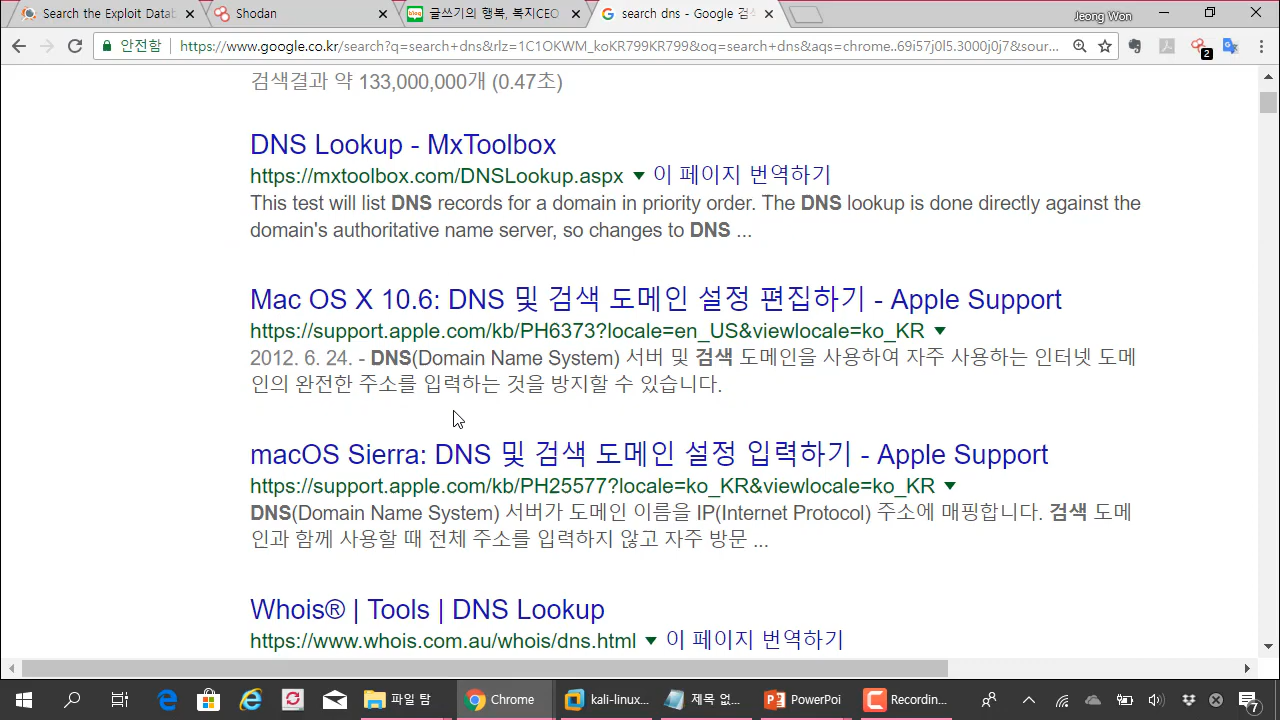 Search the Exploit Datab
Shodan
blog
글쓰기의 행복, 복지CEO
search dns - Google 검색
Jeong Won
안전함
https://www.google.co.kr/search?q=search+dns&rlz=1C1OKWM_koKR799KR799&oq=search+dns&aqs=chrome..69i57j0l5.3000j0j7&sour...
2
검색결과 약 133,000,000개 (0.47초)
DNS Lookup - MxToolbox
https://mxtoolbox.com/DNSLookup.aspx ▼ 이 페이지 번역하기
This test will list DNS records for a domain in priority order. The DNS lookup is done directly against the
domain's authoritative name server, so changes to DNS ...
Mac OS X 10.6: DNS 및 검색 도메인 설정 편집하기 - Apple Support
https://support.apple.com/kb/PH6373?locale=en_US&viewlocale=ko_KR ▼
2012. 6. 24. - DNS(Domain Name System) 서버 및 검색 도메인을 사용하여 자주 사용하는 인터넷 도메
인의 완전한 주소를 입력하는 것을 방지할 수 있습니다.
macOS Sierra: DNS 및 검색 도메인 설정 입력하기 - Apple Support
https://support.apple.com/kb/PH25577?locale=ko_KR&viewlocale=ko_KR ▼
DNS(Domain Name System) 서버가 도메인 이름을 IP(Internet Protocol) 주소에 매핑합니다. 검색 도메
인과 함께 사용할 때 전체 주소를 입력하지 않고 자주 방문 ...
Whois® | Tools | DNS Lookup
https://www.whois.com.au/whois/dns.html ▼ 이 페이지 번역하기
파일 탐
Chrome
kali-linux...
제목 없...
PowerPoi
Recordin...
7